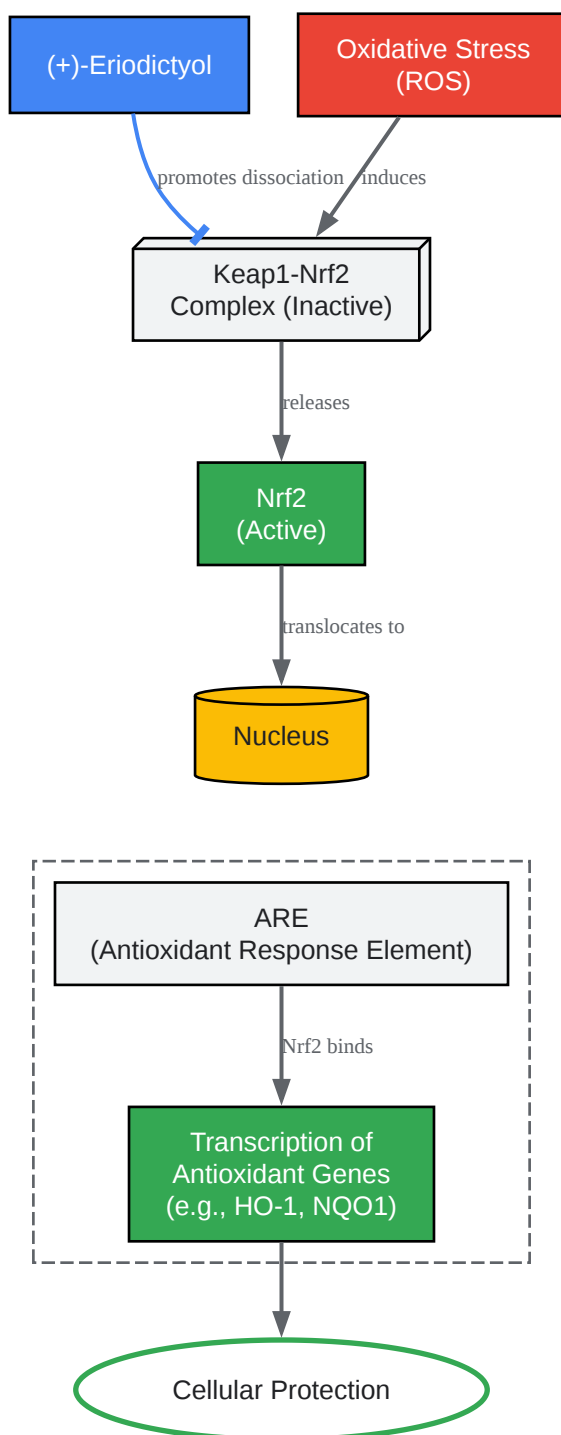 (+)-Eriodictyol
Oxidative Stress
(ROS)
promotes dissociation
induces
Keap1-Nrf2
Complex (Inactive)
releases
Nrf2
(Active)
translocates to
Nucleus
ARE
(Antioxidant Response Element)
Nrf2 binds
Transcription of
Antioxidant Genes
(e.g., HO-1, NQO1)
Cellular Protection